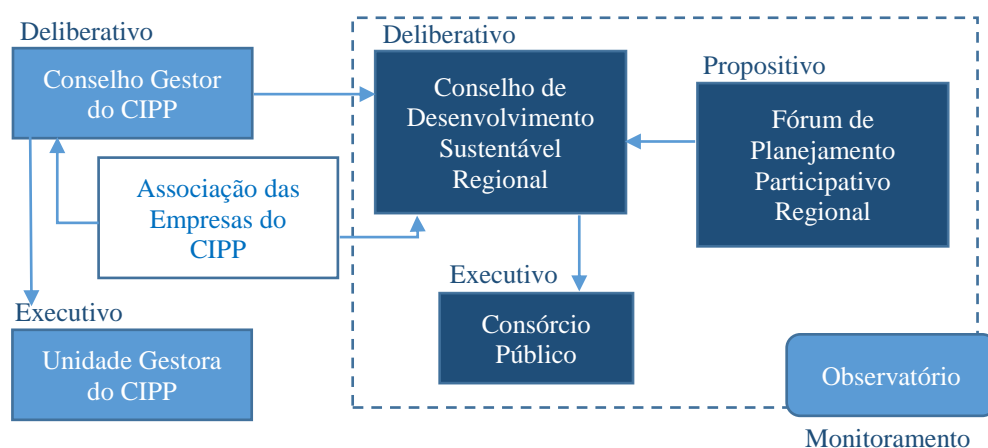 Deliberativo
Conselho Gestor
do CIPP
Associação das
Empresas do
CIPP
Executivo
Unidade Gestora
do CIPP
Deliberativo
Conselho de
Desenvolvimento
Sustentável
Regional
Propositivo
Fórum de
Planejamento
Participativo
Regional
Executivo
Consórcio
Público
Observatório
Monitoramento